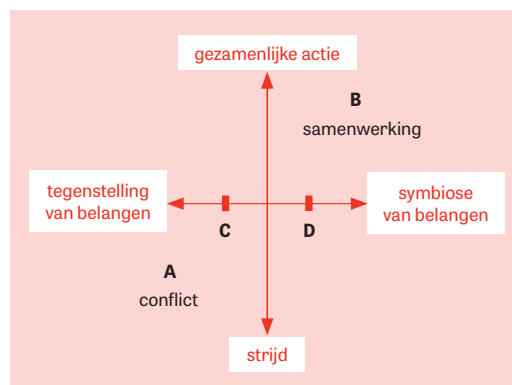 gezamenlijke actie
B
samenwerking
tegenstelling
van belangen
symbiose
van belangen
C
D
A
conflict
strijd